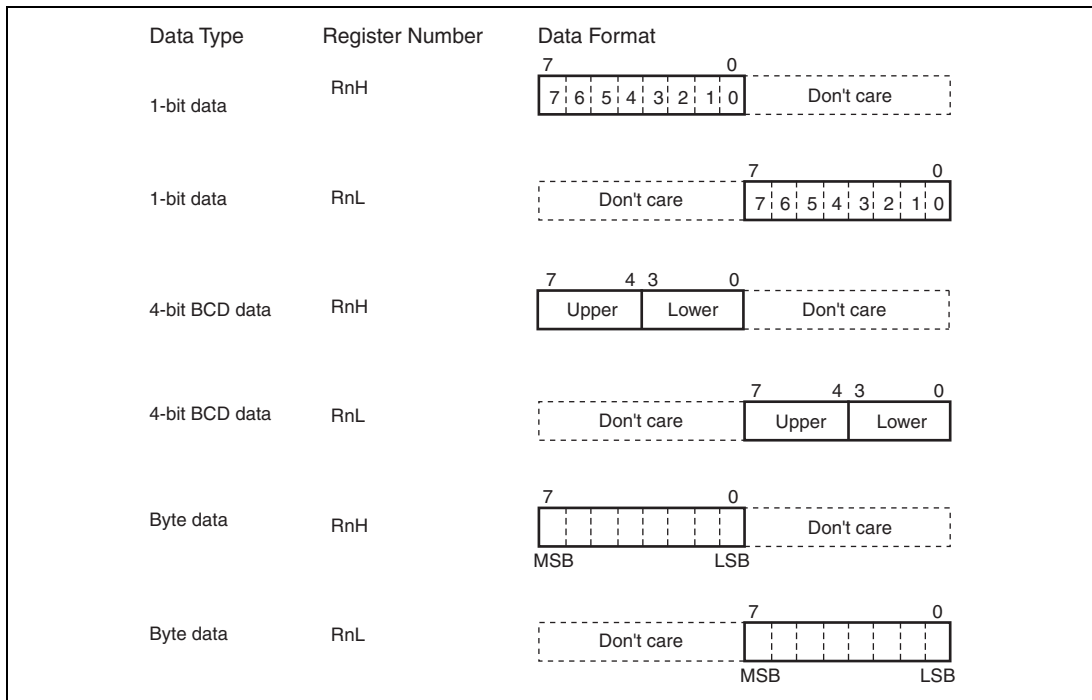 Data Type Register Number Data Format
7 0
1-bit data RnH 7 6 5 4 3 2 1 0 Don't care
7 0
1-bit data RnL Don't care 7 6 5 4 3 2 1 0
7 4 3 0
4-bit BCD data RnH Upper Lower Don't care
7 4 3 0
4-bit BCD data RnL Don't care Upper Lower
7 0
Byte data RnH Don't care
MSB LSB
7 0
Byte data RnL Don't care
MSB LSB